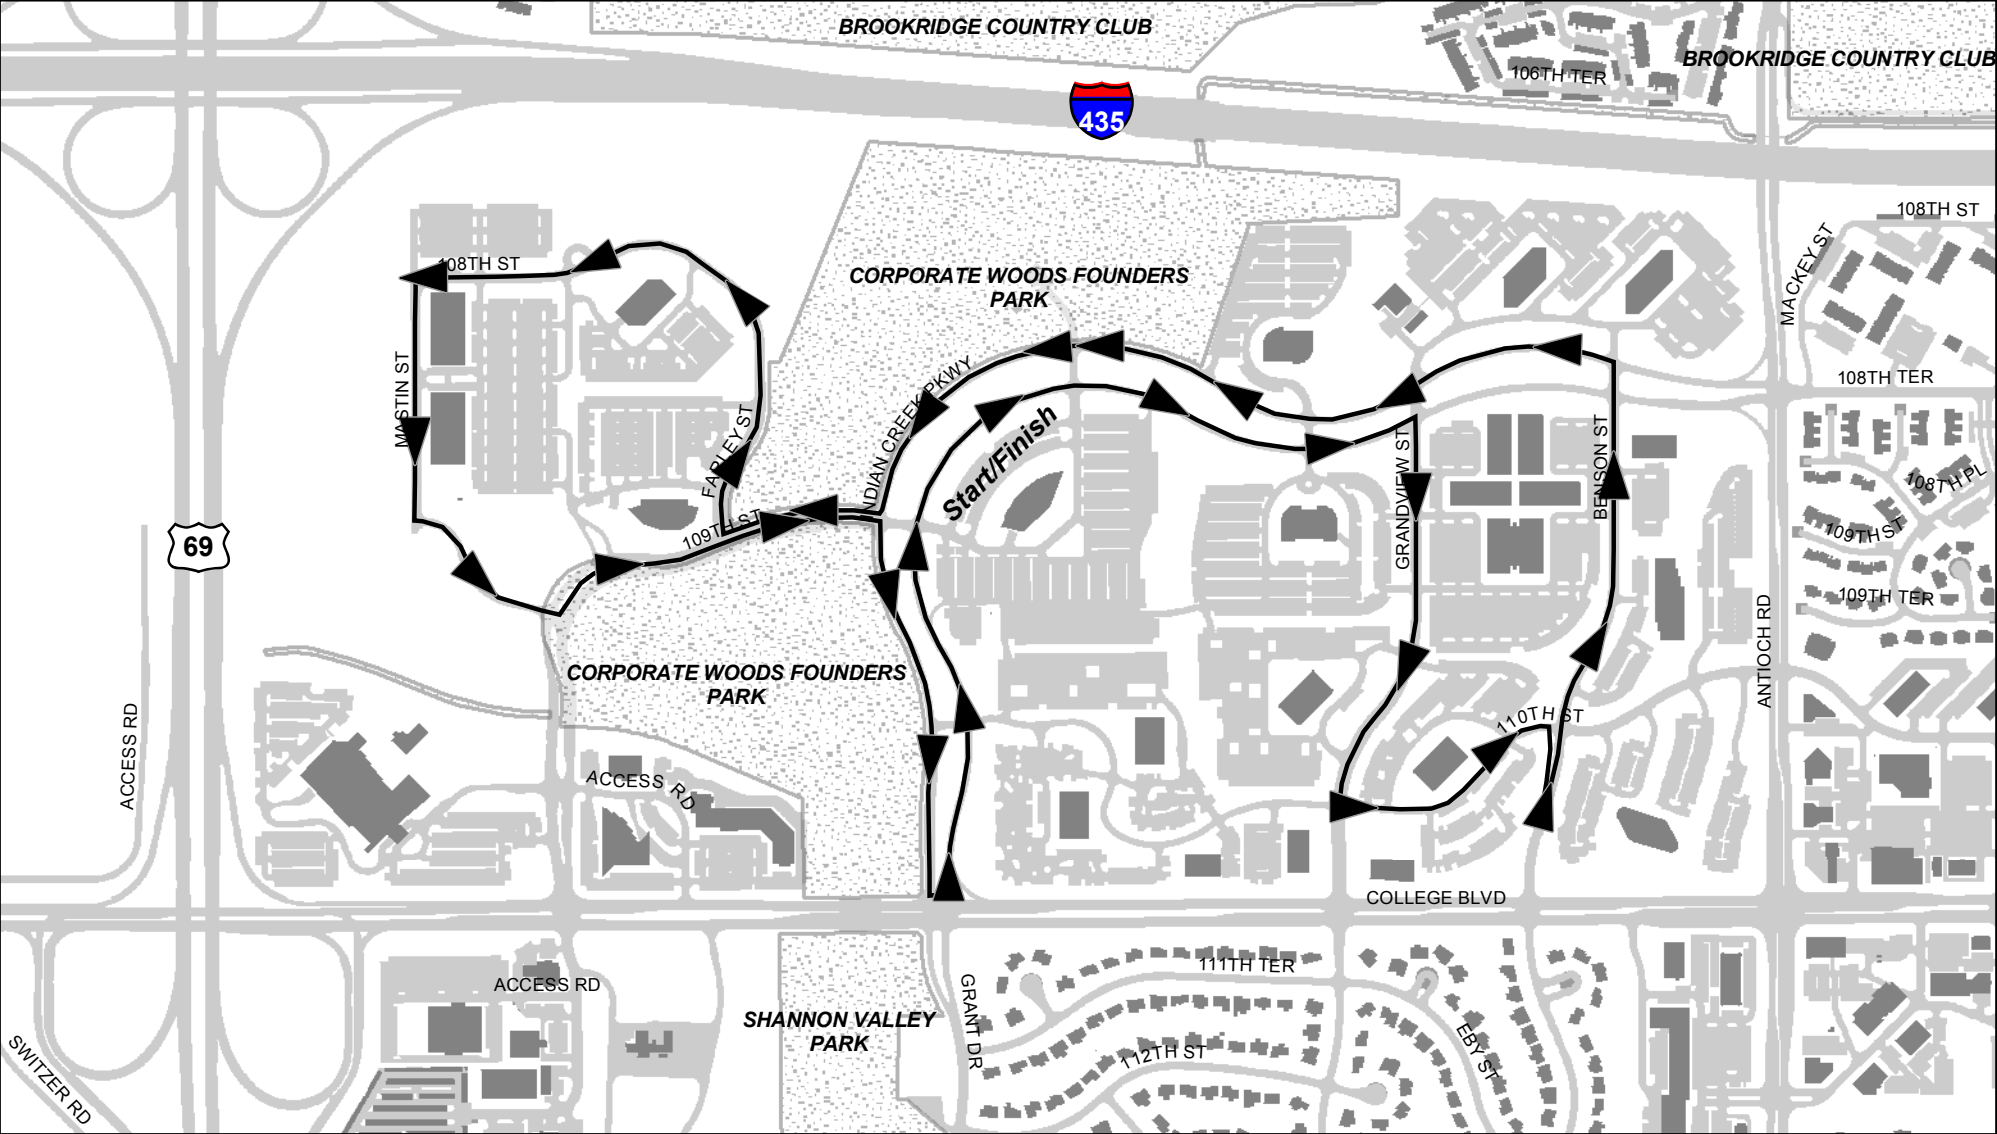 BROOKRIDGE COUNTRY CLUB
BROOKRIDGE COUNTRY CLUB
106TH TER
435
108TH ST
MACKEY ST
108TH ST
CORPORATE WOODS FOUNDERS
PARK
MASTIN ST
FARLEY ST
INDIAN CREEK PKWY
Start/Finish
108TH TER
GRANDVIEW ST
BENSON ST
108TH PL
109TH ST
109TH ST
69
109TH TER
ANTIOCH RD
CORPORATE WOODS FOUNDERS
PARK
110TH ST
ACCESS RD
ACCESS RD
COLLEGE BLVD
111TH TER
ACCESS RD
GRANT DR
SHANNON VALLEY
PARK
112TH ST
EBY ST
SWITZER RD